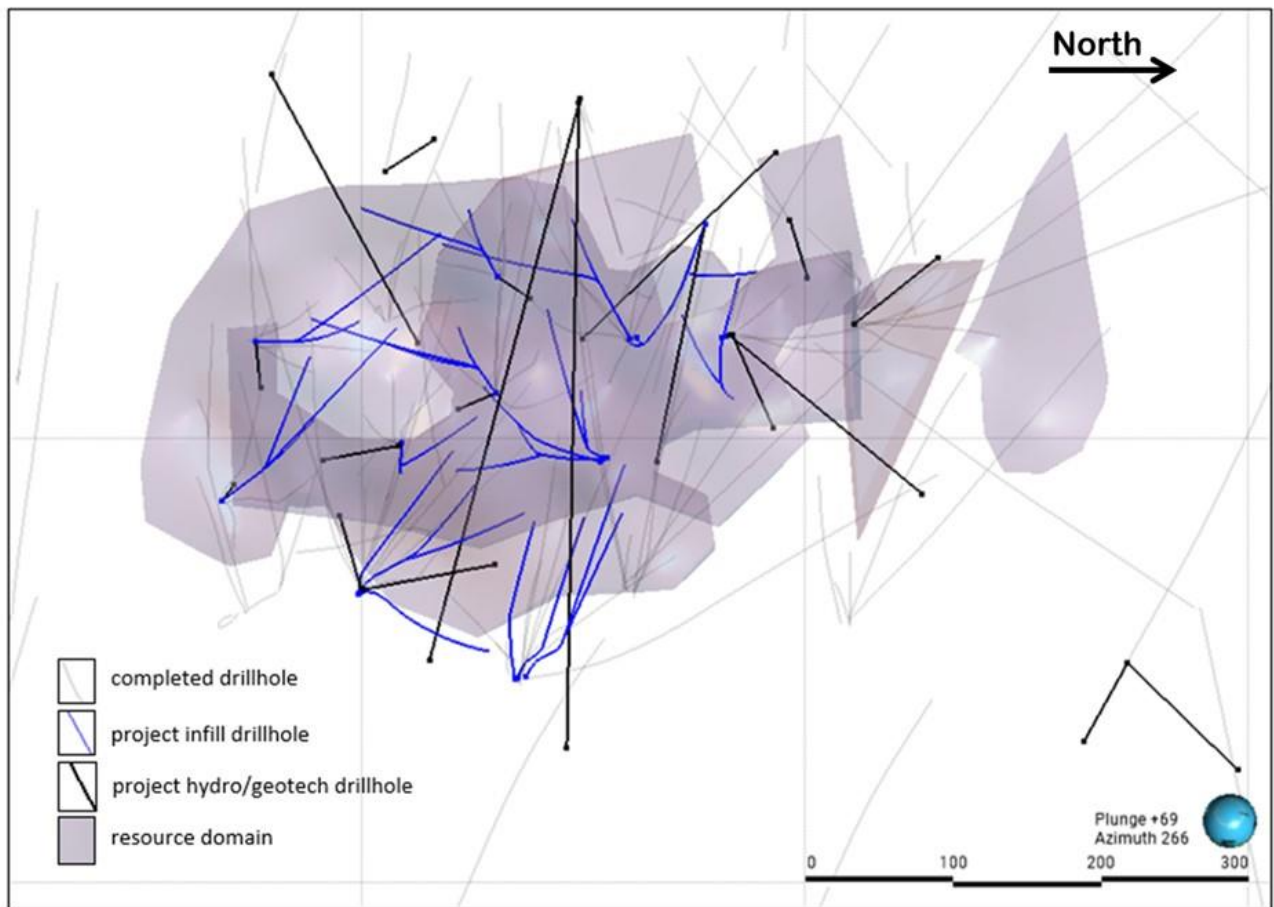 North
completed drillhole
project infill drillhole
project hydro/geotech drillhole
resource domain
Plunge +69
Azimuth 266
0 100 200 300